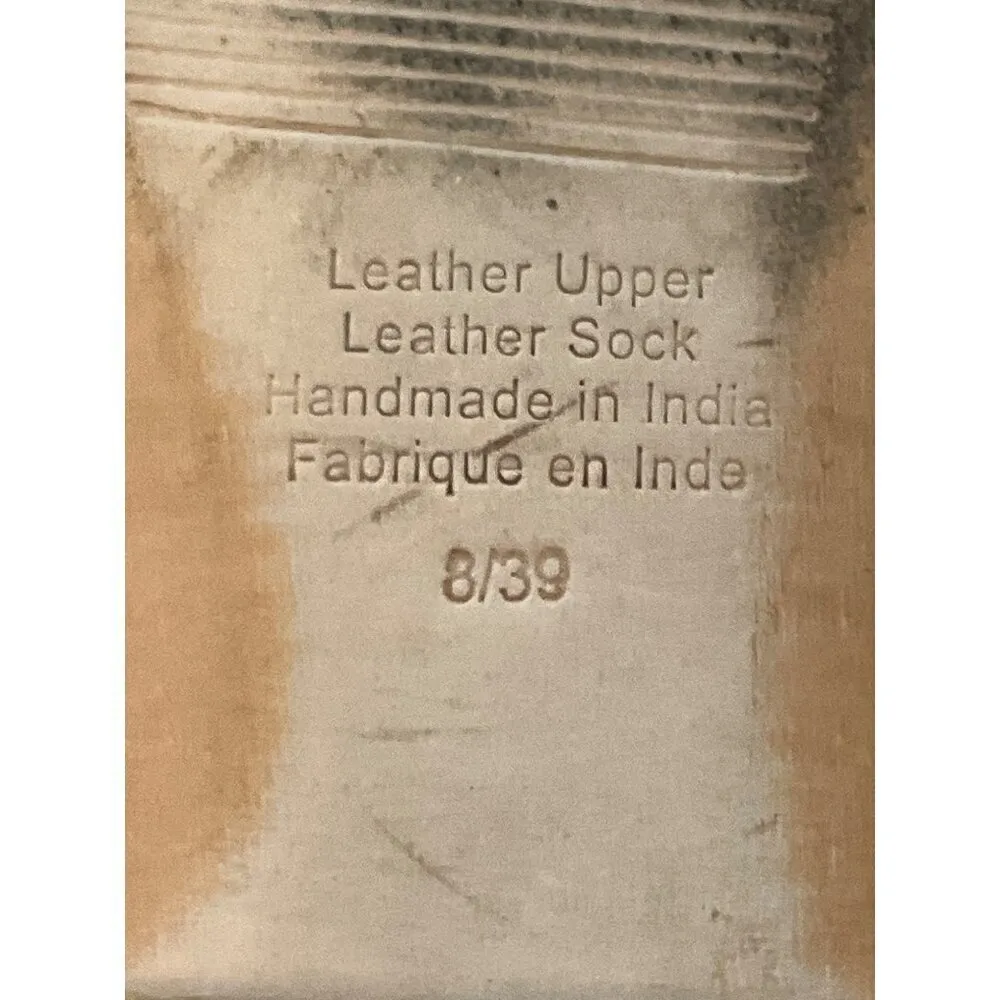 Leather Upper
Leather Sock
Handmade in India
Fabrique en Inde
8/39